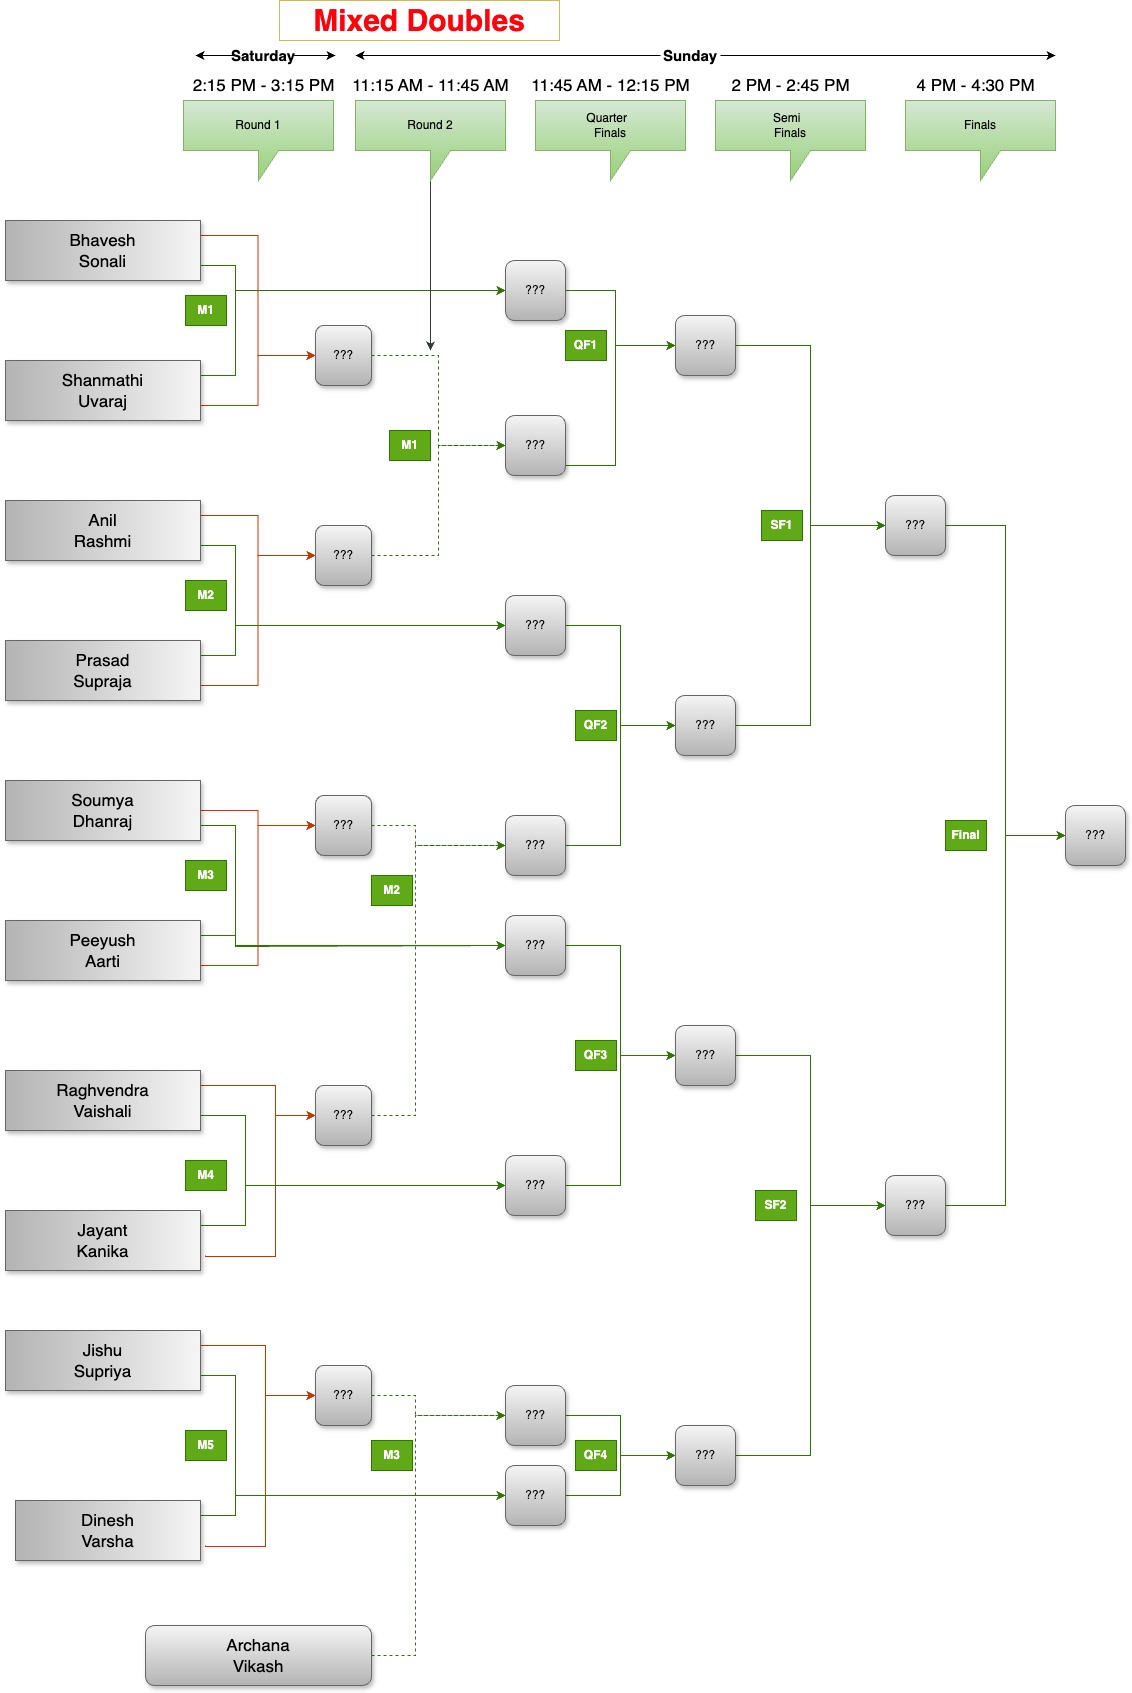 Mixed Doubles
Saturday
Sunday
2:15 PM - 3:15 PM
11:15 AM - 11:45 AM
11:45 AM - 12:15 PM
2 PM - 2:45 PM
4 PM - 4:30 PM
Round 1
Round 2
Quarter
Finals
Semi
Finals
Finals
Bhavesh
Sonali
M1
???
Shanmathi
Uvaraj
???
QF1
???
M1
???
Anil
Rashmi
???
SF1
???
M2
???
Prasad
Supraja
QF2
???
Soumya
Dhanraj
???
M2
???
Final
???
M3
Peeyush
Aarti
???
QF3
???
Raghvendra
Vaishali
???
M4
???
SF2
???
Jayant
Kanika
Jishu
Supriya
???
???
M5
M3
QF4
???
???
Dinesh
Varsha
Archana
Vikash